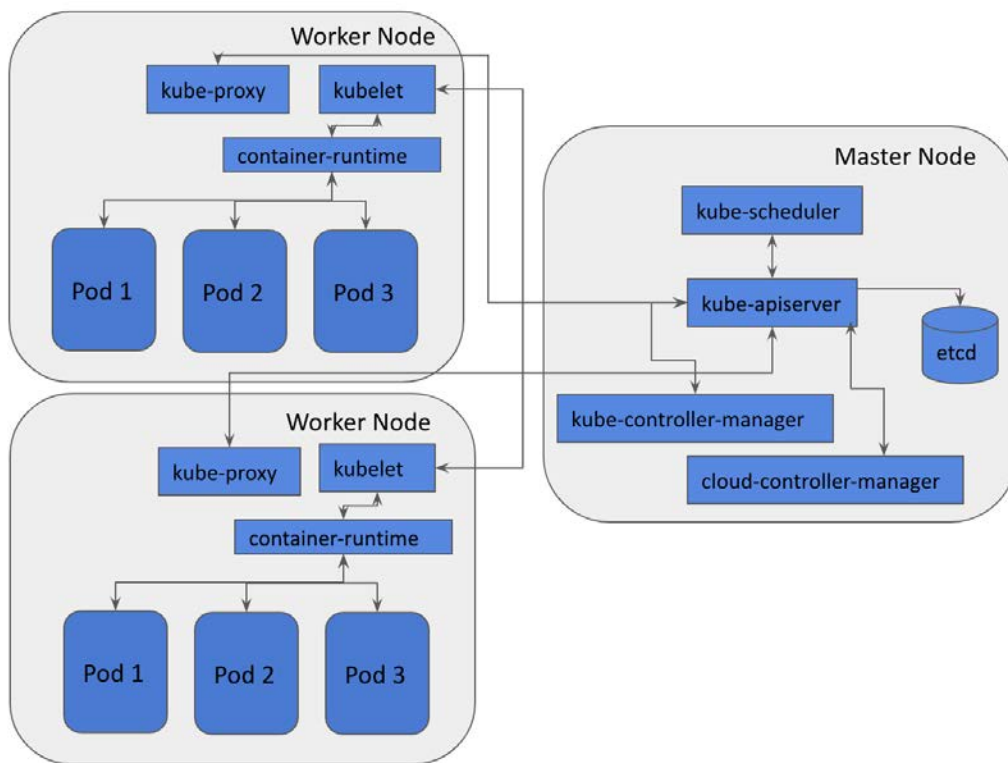 Worker Node
kube-proxy
kubelet
container-runtime
Pod 1
Pod 2
Pod 3
Master Node
kube-scheduler
kube-apiserver
etcd
kube-controller-manager
cloud-controller-manager
Worker Node
kube-proxy
kubelet
container-runtime
Pod 1
Pod 2
Pod 3